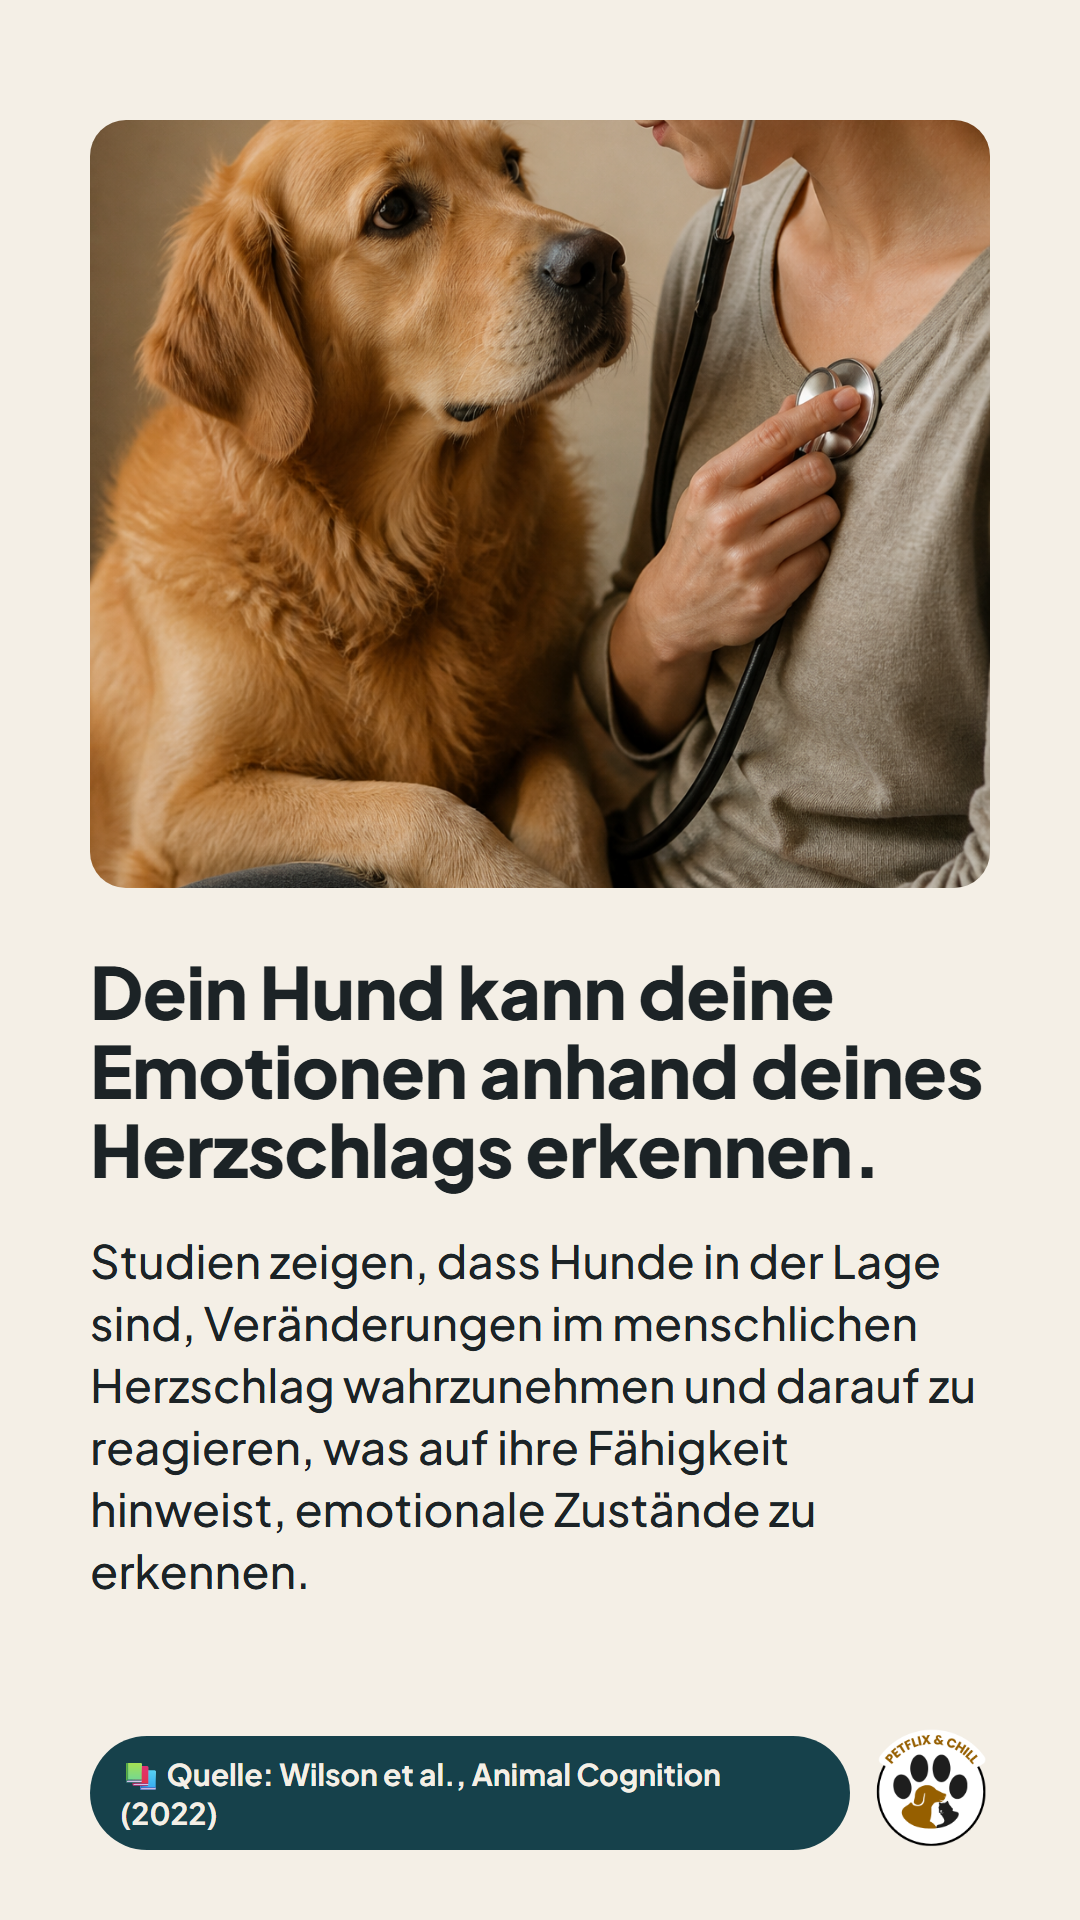 Dein Hund kann deine
Emotionen anhand deines
Herzschlags erkennen.
Studien zeigen, dass Hunde in der Lage
sind, Veränderungen im menschlichen
Herzschlag wahrzunehmen und darauf zu
reagieren, was auf ihre Fähigkeit
hinweist, emotionale Zustände zu
erkennen.
Quelle: Wilson et al., Animal Cognition
(2022)
PETFLIX & CHILL